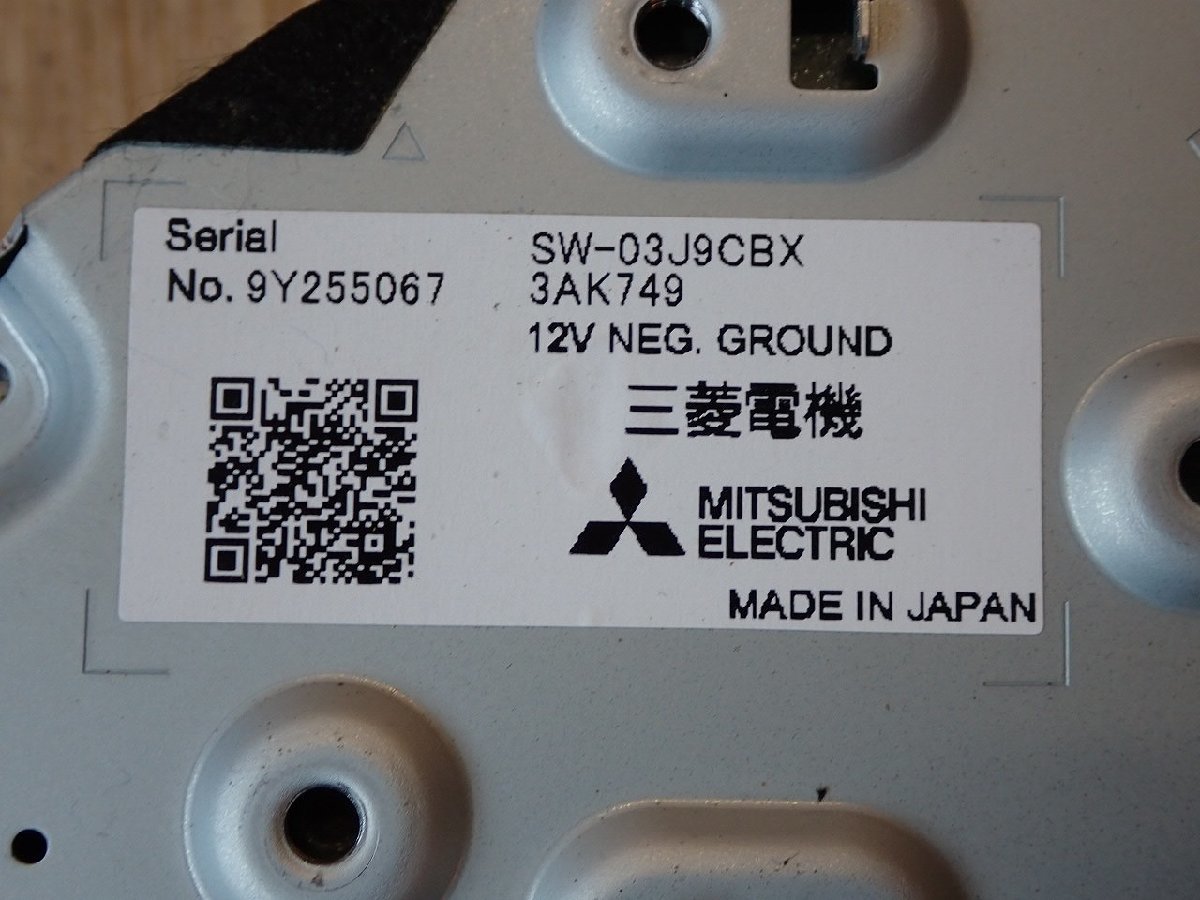 Serial
No. 9Y255067
SW-03J9CBX
3AK749
12V NEG. GROUND
三菱電機
MITSUBISHI
ELECTRIC
MADE IN JAPAN